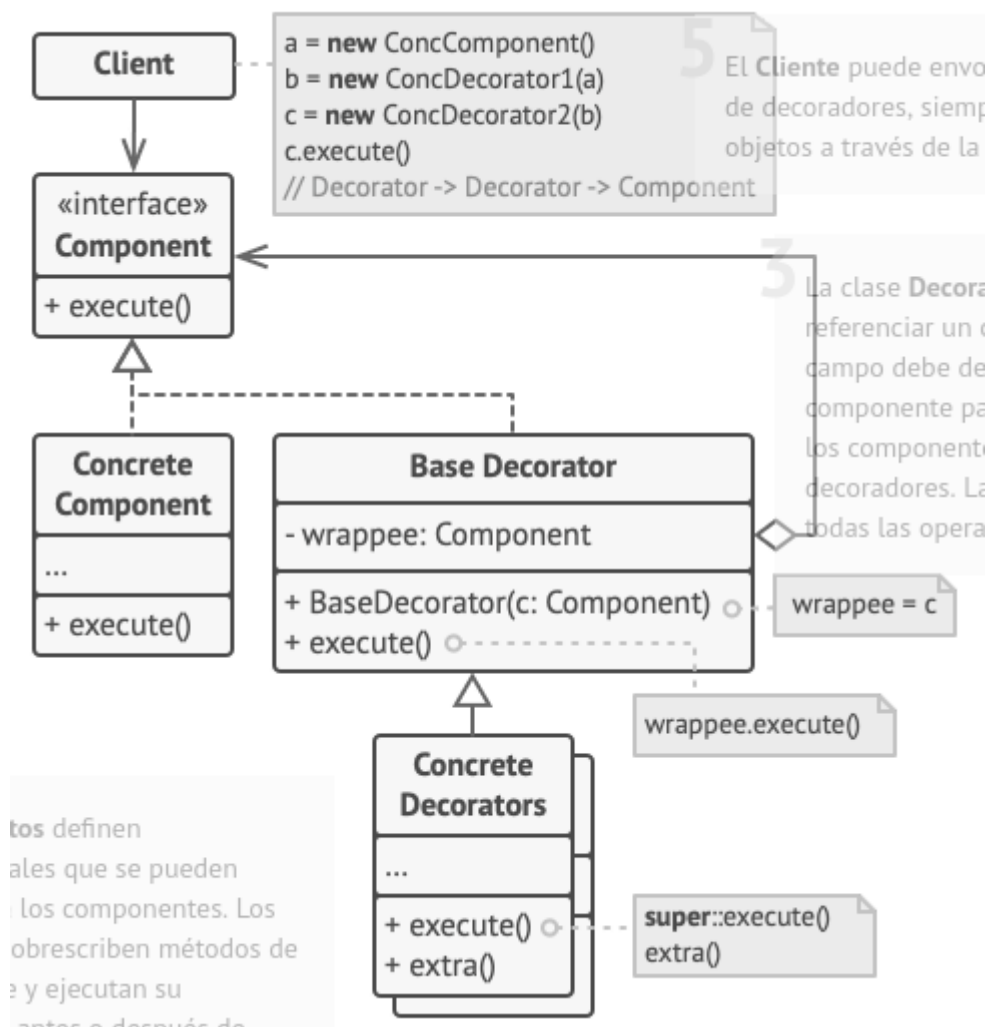 Client
a = new ConcComponent()
b = new ConcDecorator1(a)
c = new ConcDecorator2(b)
c.execute()
// Decorator -> Decorator -> Component
5
El Cliente puede envo
de decoradores, siemp
objetos a través de la
«interface»
Component
+ execute()
3
La clase Decora
referenciar un
campo debe de
componente pa
los component
decoradores. La
todas las opera
Concrete
Component
...
+ execute()
Base Decorator
- wrappee: Component
+ BaseDecorator(c: Component)
+ execute()
wrappee = c
wrappee.execute()
Concrete
Decorators
...
+ execute()
+ extra()
super::execute()
extra()
tos definen
ales que se pueden
los componentes. Los
obrescriben métodos de
e y ejecutan su
antes o después de